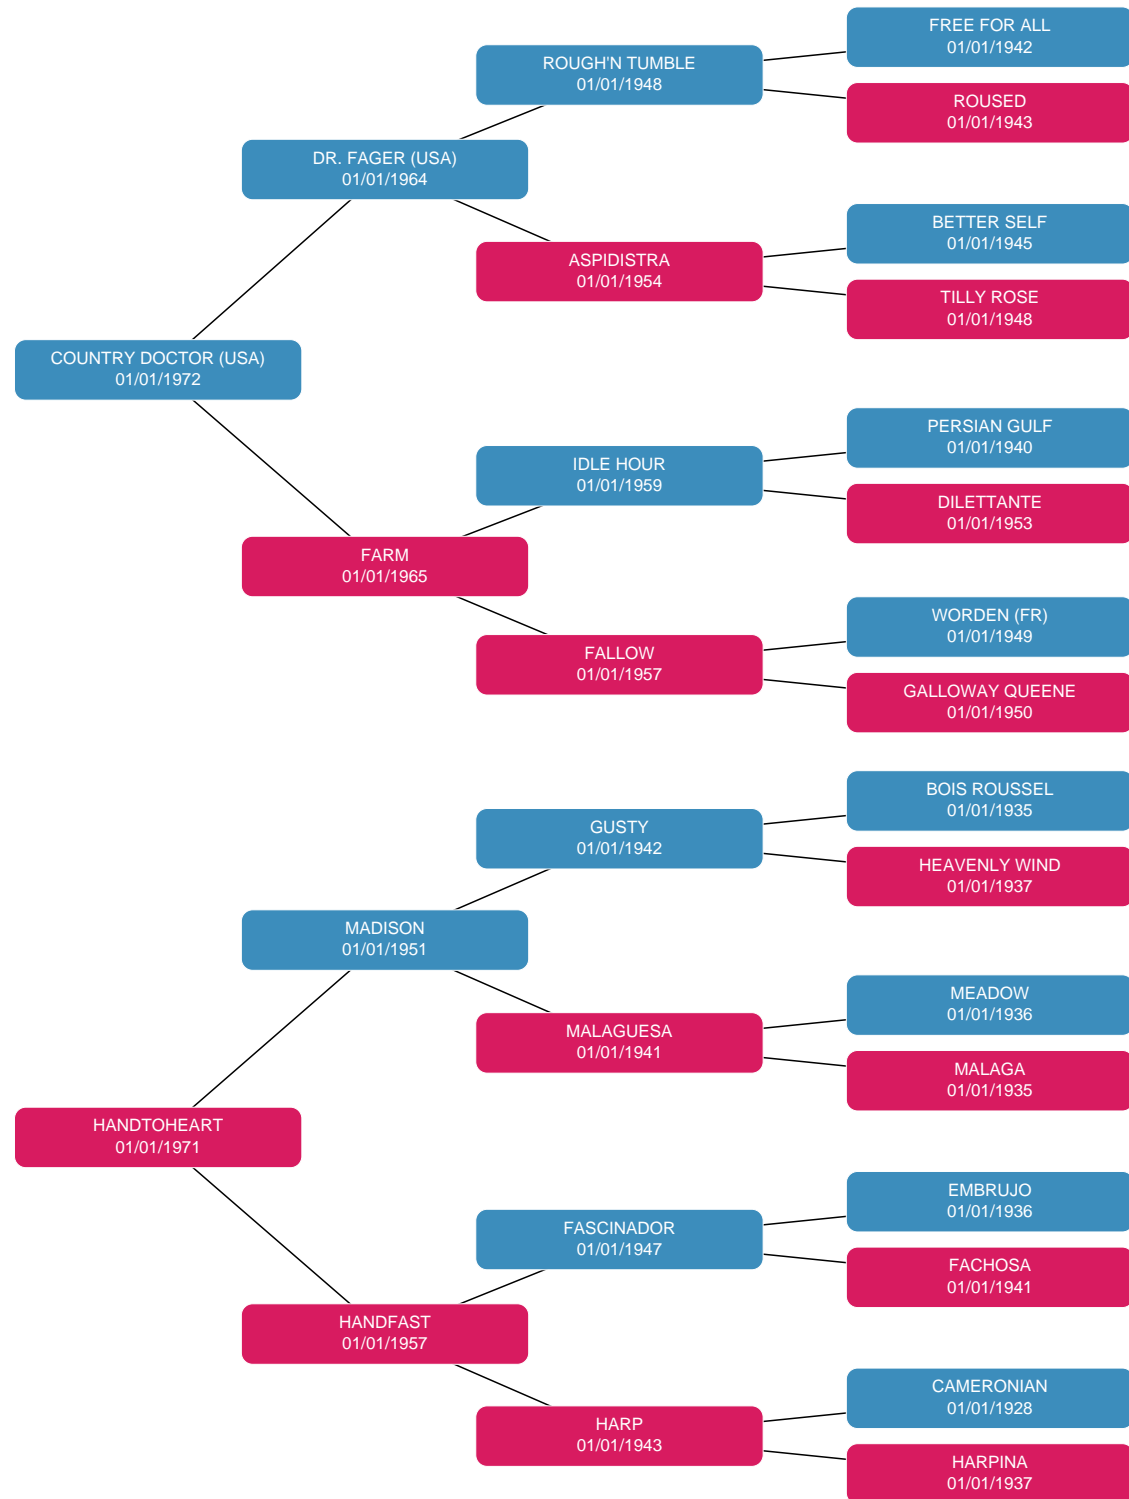 FREE FOR ALL
01/01/1942
ROUGH'N TUMBLE
01/01/1948
ROUSED
01/01/1943
DR. FAGER (USA)
01/01/1964
BETTER SELF
01/01/1945
ASPIDISTRA
01/01/1954
TILLY ROSE
01/01/1948
COUNTRY DOCTOR (USA)
01/01/1972
PERSIAN GULF
01/01/1940
IDLE HOUR
01/01/1959
DILETTANTE
01/01/1953
FARM
01/01/1965
WORDEN (FR)
01/01/1949
FALLOW
01/01/1957
GALLOWAY QUEENE
01/01/1950
BOIS ROUSSEL
01/01/1935
GUSTY
01/01/1942
HEAVENLY WIND
01/01/1937
MADISON
01/01/1951
MEADOW
01/01/1936
MALAGUESA
01/01/1941
MALAGA
01/01/1935
HANDTOHEART
01/01/1971
EMBRUJO
01/01/1936
FASCINADOR
01/01/1947
FACHOSA
01/01/1941
HANDFAST
01/01/1957
CAMERONIAN
01/01/1928
HARP
01/01/1943
HARPINA
01/01/1937